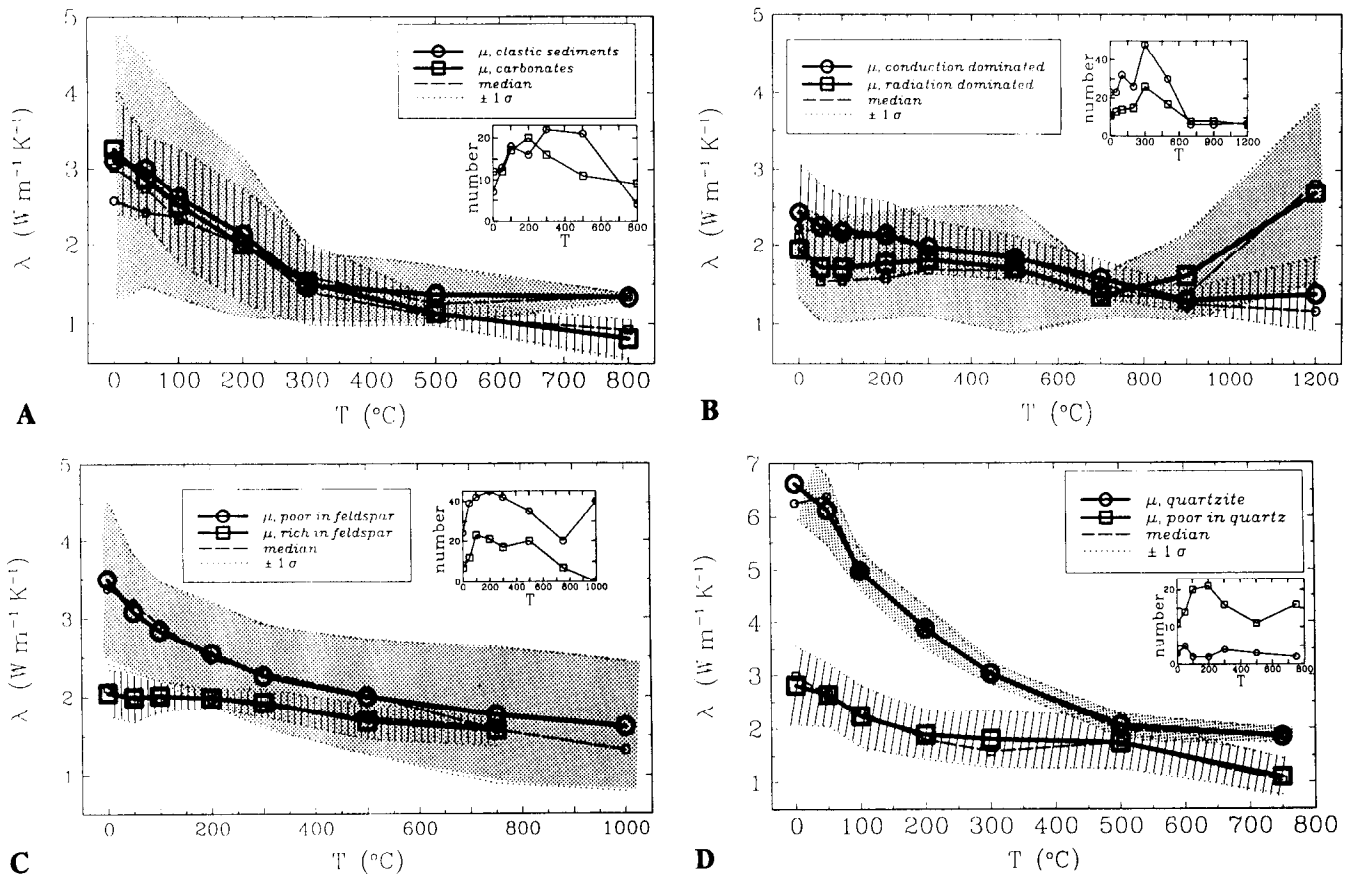 5
4
3
2
1
λ (W m⁻¹ K⁻¹)
μ, clastic sediments
μ, carbonates
median
± 1 σ
number
20
10
0
0 200 400 600 800
T
0 100 200 300 400 500 600 700 800
T (°C)
A
5
4
3
2
1
λ (W m⁻¹ K⁻¹)
μ, conduction dominated
μ, radiation dominated
median
± 1 σ
number
40
20
0
0 300 600 900 1200
T
0 200 400 600 800 1000 1200
T (°C)
B
5
4
3
2
1
λ (W m⁻¹ K⁻¹)
μ, poor in feldspar
μ, rich in feldspar
median
± 1 σ
number
40
20
0
0 200 400 600 800 1000
T
0 200 400 600 800 1000
T (°C)
C
7
6
5
4
3
2
1
λ (W m⁻¹ K⁻¹)
μ, quartzite
μ, poor in quartz
median
± 1 σ
number
20
10
0
0 200 400 600 800
T
0 100 200 300 400 500 600 700 800
T (°C)
D